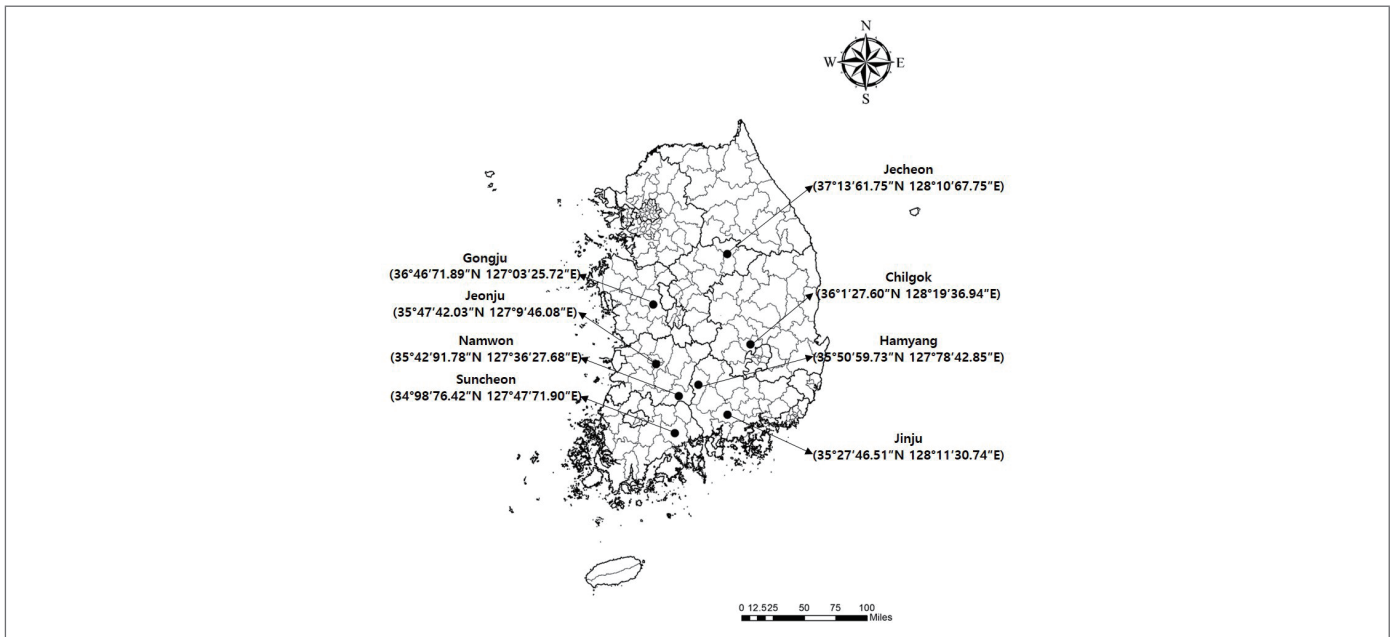 N
W E
S
Jecheon
(37°13′61.75″N 128°10′67.75″E)
Gongju
(36°46′71.89″N 127°03′25.72″E)
Chilgok
(36°1′27.60″N 128°19′36.94″E)
Jeonju
(35°47′42.03″N 127°9′46.08″E)
Namwon
(35°42′91.78″N 127°36′27.68″E)
Hamyang
(35°50′59.73″N 127°78′42.85″E)
Suncheon
(34°98′76.42″N 127°47′71.90″E)
Jinju
(35°27′46.51″N 128°11′30.74″E)
0 12.525 50 75 100
Miles